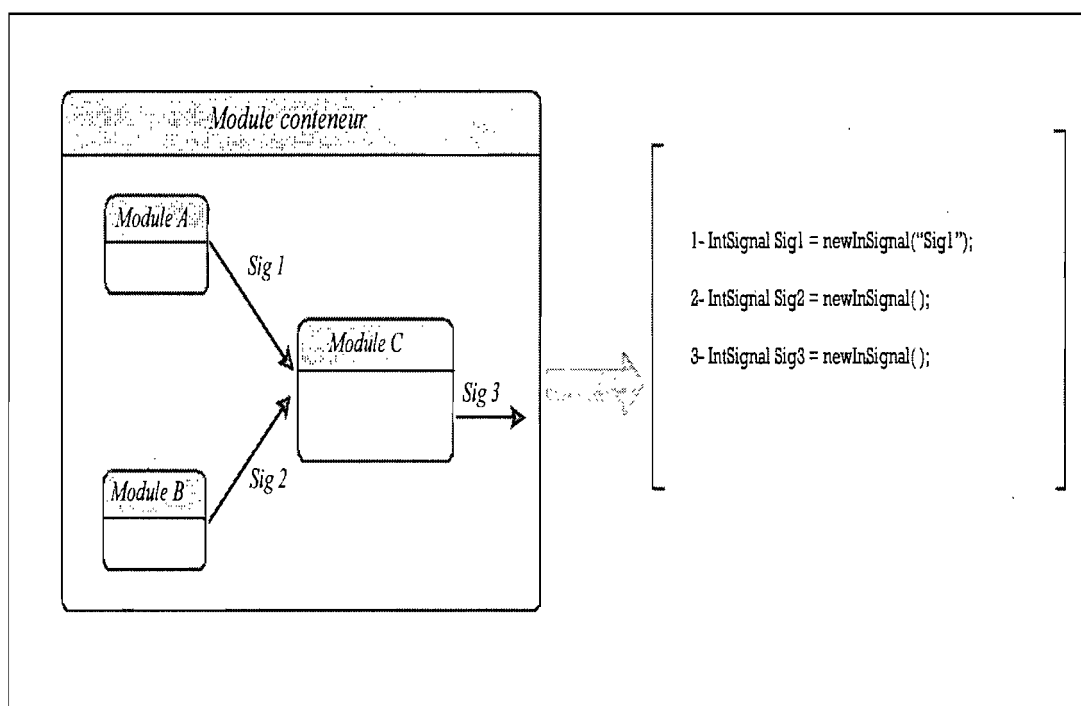 Module conteneur
Module A
Sig 1
Module C
Sig 3
Sig 2
Module B
1- IntSignal Sig1 = newInSignal(“Sig1”);
2- IntSignal Sig2 = newInSignal( );
3- IntSignal Sig3 = newInSignal( );